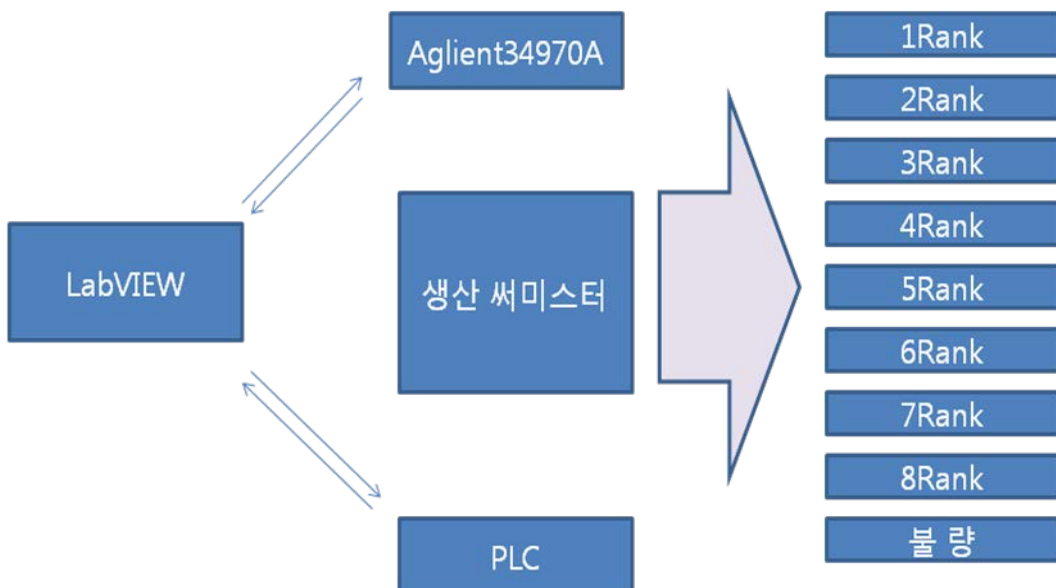 Aglient34970A
LabVIEW
생산 써미스터
PLC
1Rank
2Rank
3Rank
4Rank
5Rank
6Rank
7Rank
8Rank
불 량